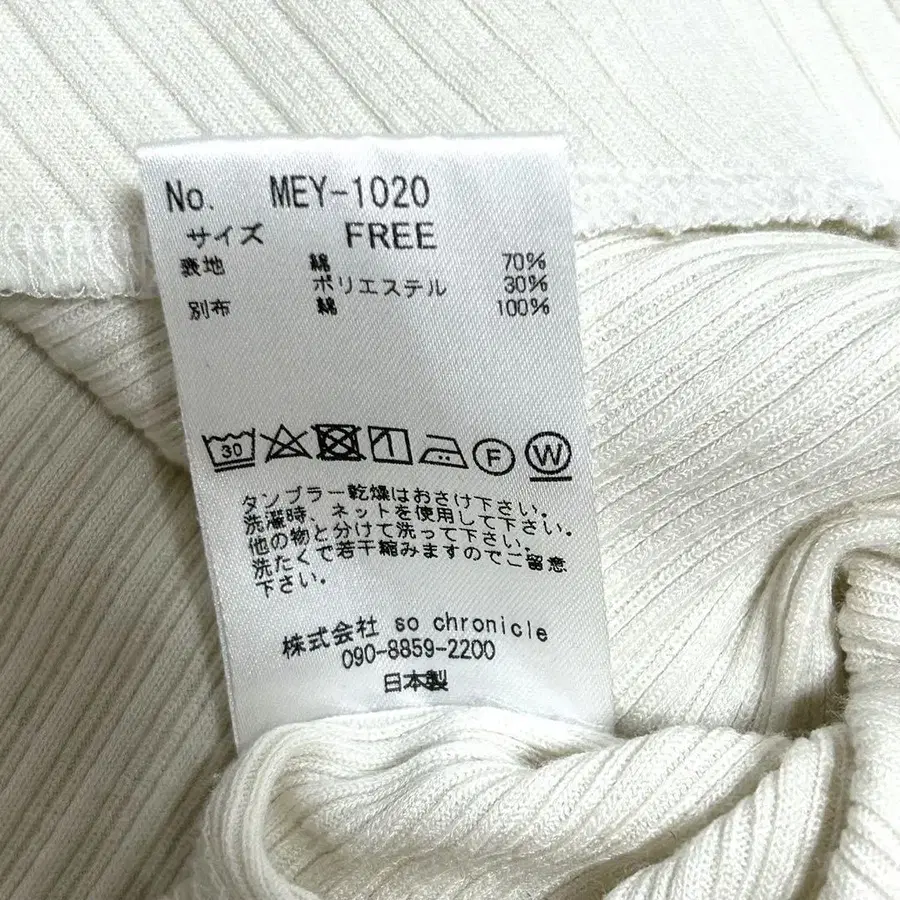 No. MEY-1020
サイズ FREE
表地 綿 70%
ポリエステル 30%
別布 綿 100%
30 1 F W
タンブラー乾燥はおさけ下さい。
洗濯時、ネットを使用して下さい。
他の物と分けて洗って下さい。
洗たくで若干縮みますのでご留意
下さい。
株式会社 so chronicle
090-8859-2200
日本製